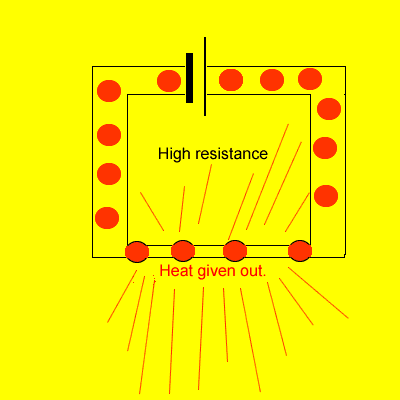 High resistance
Heat given out.